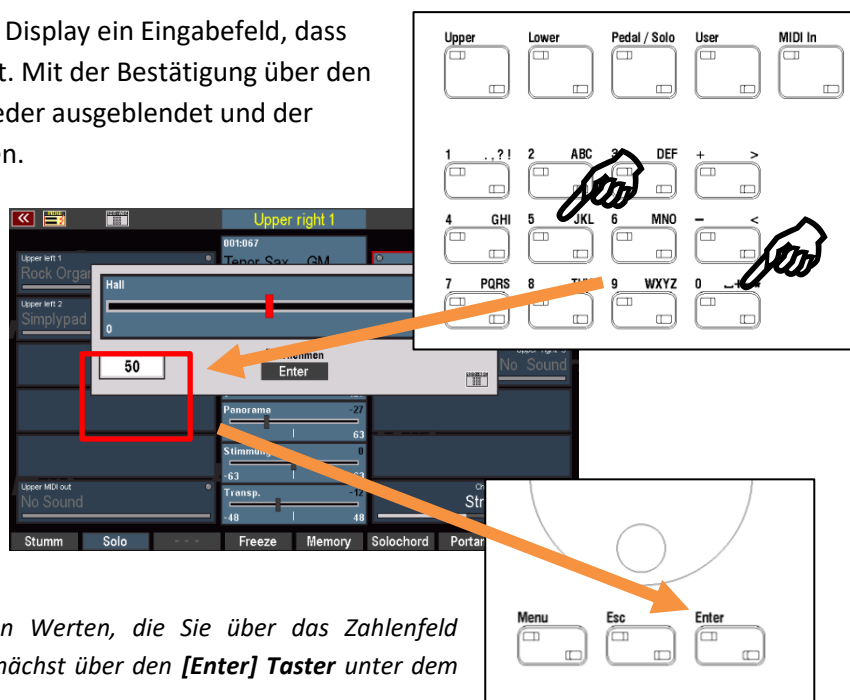 Display ein Eingabefeld, dass
t. Mit der Bestätigung über den
eder ausgeblendet und der
en.
Upper Lower Pedal / Solo User MIDI In
1 .,?! 2 ABC 3 DEF + >
4 GHI 5 JKL 6 MNO - <
7 PQRS 8 9 WXYZ 0
Upper right 1
001:067
Tenor Sax GM
Upper left 1
Rock Orga
Upper left 2
Simplypad
Hall
0
50
Enter
No Sound
Panorama -27
63
Stimmung 0
-63 63
Transp. -12
-48 48
Upper MIDI out
No Sound
Str
Stumm Solo - - - Freeze Memory Solochord Portar
Menu Esc Enter
n Werten, die Sie über das Zahlenfeld
nächst über den [Enter] Taster unter dem